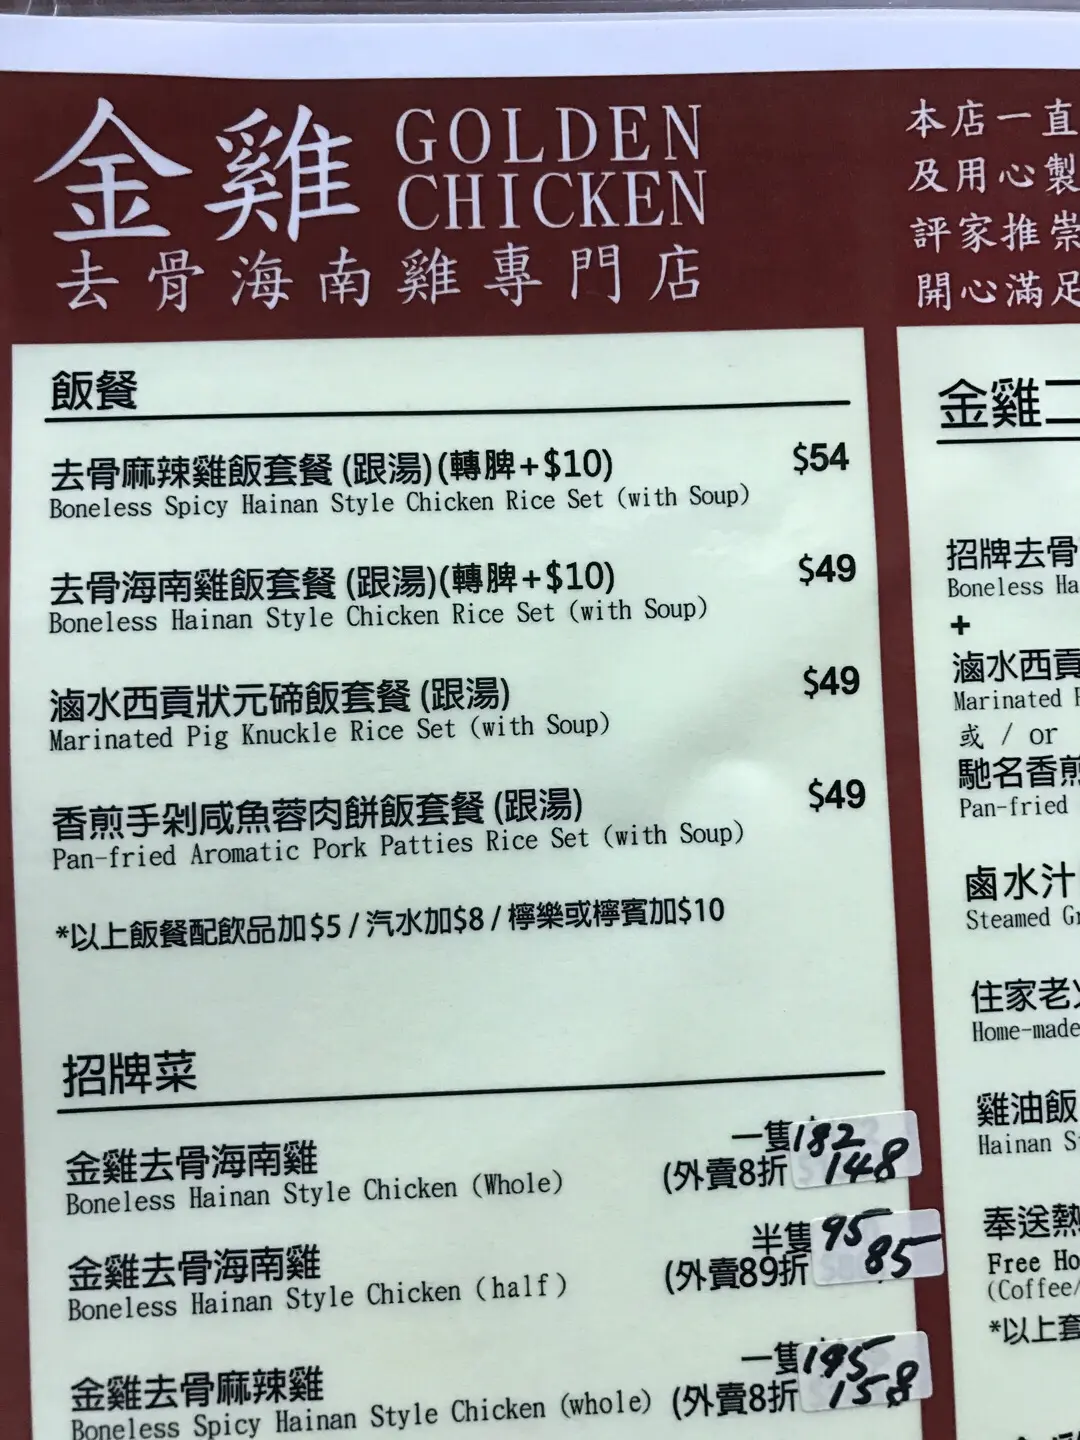 金雞 GOLDEN CHICKEN
去骨海南雞專門店
本店一直
及用心製
評家推崇
開心滿足
飯餐
去骨麻辣雞飯套餐 (跟湯)(轉脾+$10) $54
Boneless Spicy Hainan Style Chicken Rice Set (with Soup)
去骨海南雞飯套餐 (跟湯)(轉脾+$10) $49
Boneless Hainan Style Chicken Rice Set (with Soup)
滷水西貢狀元碲飯套餐 (跟湯) $49
Marinated Pig Knuckle Rice Set (with Soup)
香煎手剁咸魚蓉肉餅飯套餐 (跟湯) $49
Pan-fried Aromatic Pork Patties Rice Set (with Soup)
*以上飯餐配飲品加$5 / 汽水加$8 / 檸樂或檸賓加$10
招牌菜
金雞去骨海南雞 一隻 182
Boneless Hainan Style Chicken (Whole) (外賣8折 148
金雞去骨海南雞 半隻 95
Boneless Hainan Style Chicken (half) (外賣89折 85
金雞去骨麻辣雞 一隻 195
Boneless Spicy Hainan Style Chicken (whole) (外賣8折 158
金雞二
招牌去骨
Boneless Ha
+
滷水西貢
Marinated
或 / or
馳名香煎
Pan-fried
鹵水汁
Steamed G
住家老
Home-made
雞油飯
Hainan S
奉送熱
Free Ho
(Coffee/
*以上套